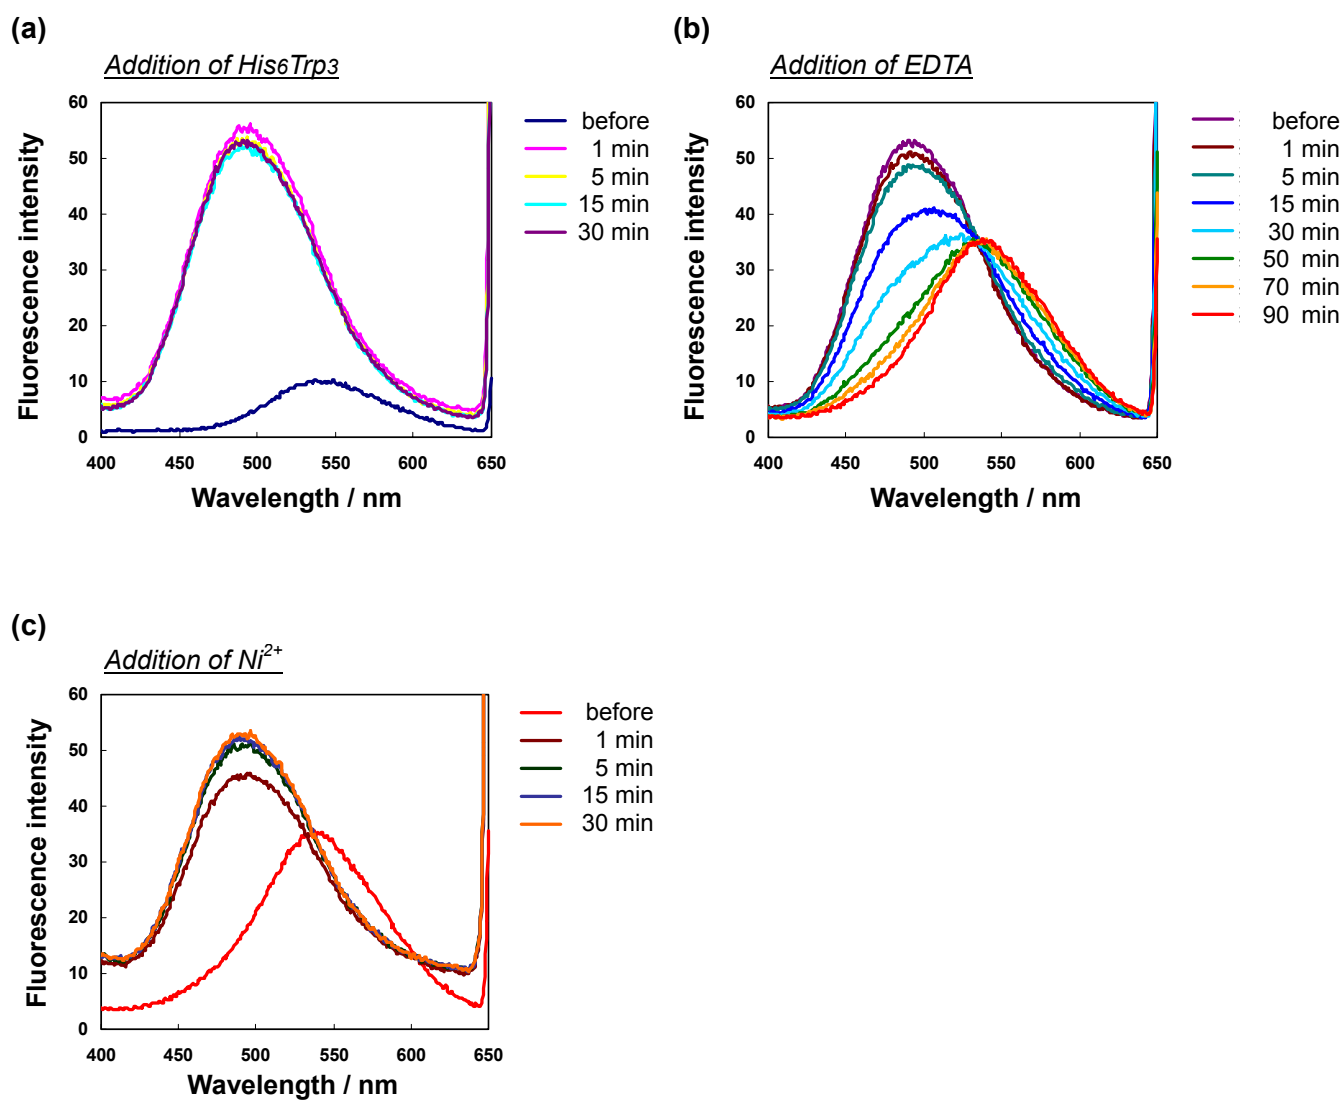 (a)
Addition of His6Trp3
Fluorescence intensity
60
50
40
30
20
10
0
400 450 500 550 600 650
Wavelength / nm
before
1 min
5 min
15 min
30 min
(b)
Addition of EDTA
Fluorescence intensity
60
50
40
30
20
10
0
400 450 500 550 600 650
Wavelength / nm
before
1 min
5 min
15 min
30 min
50 min
70 min
90 min
(c)
Addition of Ni2+
Fluorescence intensity
60
50
40
30
20
10
0
400 450 500 550 600 650
Wavelength / nm
before
1 min
5 min
15 min
30 min